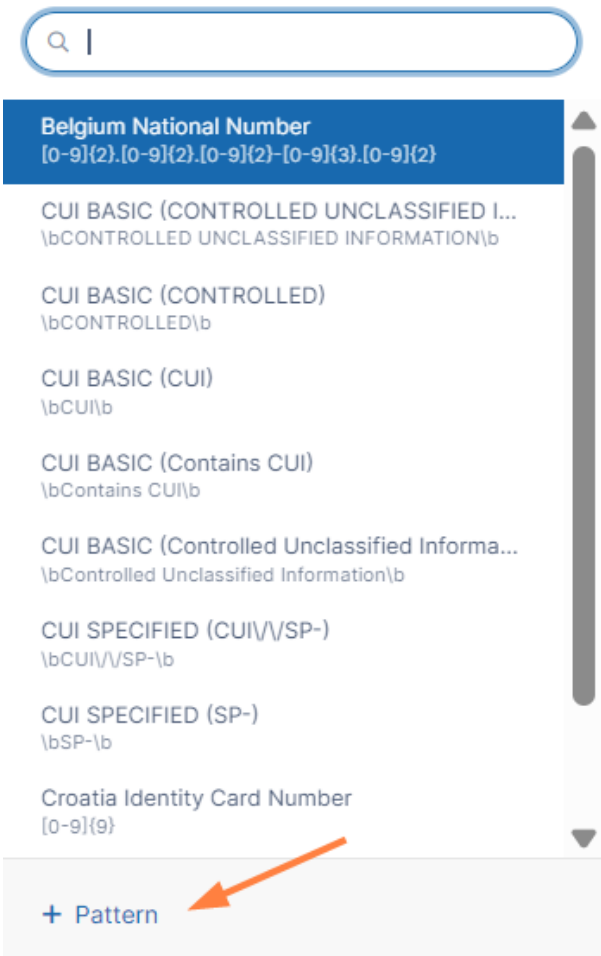 Belgium National Number
[0-9]{2}.[0-9]{2}.[0-9]{2}-[0-9]{3}.[0-9]{2}
CUI BASIC (CONTROLLED UNCLASSIFIED I...
\bCONTROLLED UNCLASSIFIED INFORMATION\b
CUI BASIC (CONTROLLED)
\bCONTROLLED\b
CUI BASIC (CUI)
\bCUI\b
CUI BASIC (Contains CUI)
\bContains CUI\b
CUI BASIC (Controlled Unclassified Informa...
\bControlled Unclassified Information\b
CUI SPECIFIED (CUI\/\/SP-)
\bCUI\/\/SP-\b
CUI SPECIFIED (SP-)
\bSP-\b
Croatia Identity Card Number
[0-9]{9}
+ Pattern